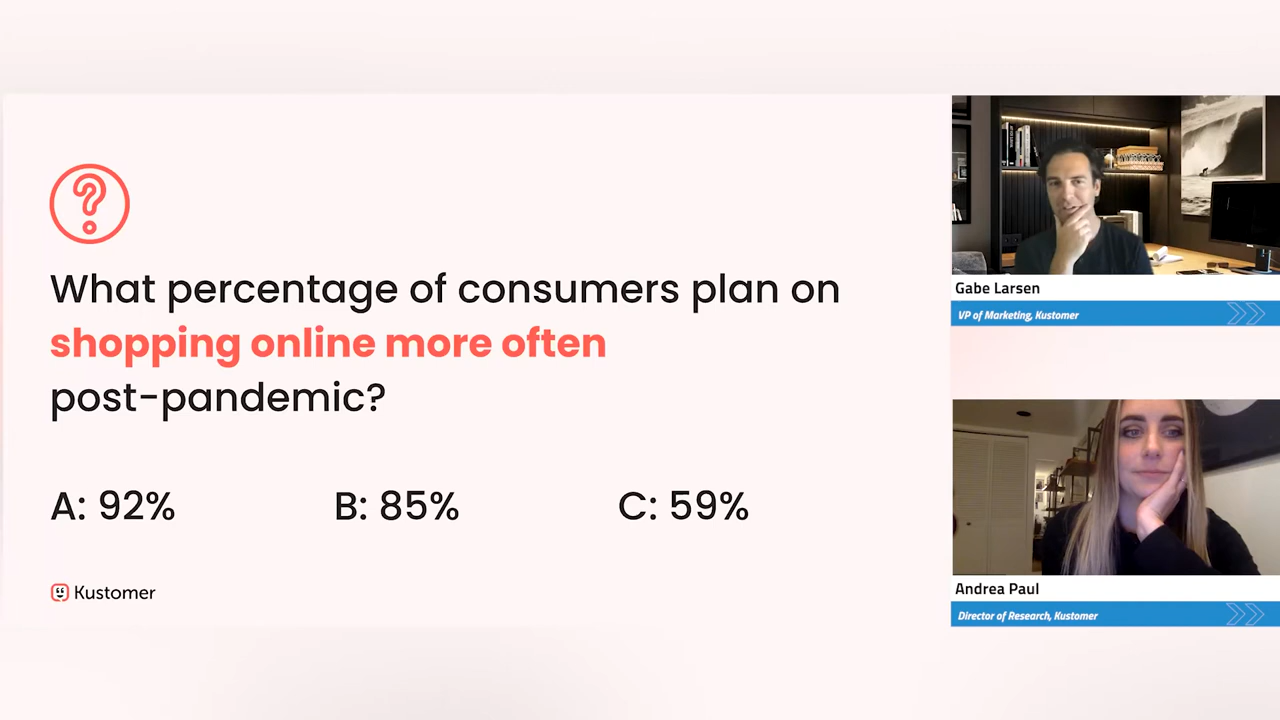 What percentage of consumers plan on
shopping online more often
post-pandemic?
A: 92%
B: 85%
C: 59%
Kustomer
Gabe Larsen
VP of Marketing, Kustomer
Andrea Paul
Director of Research, Kustomer